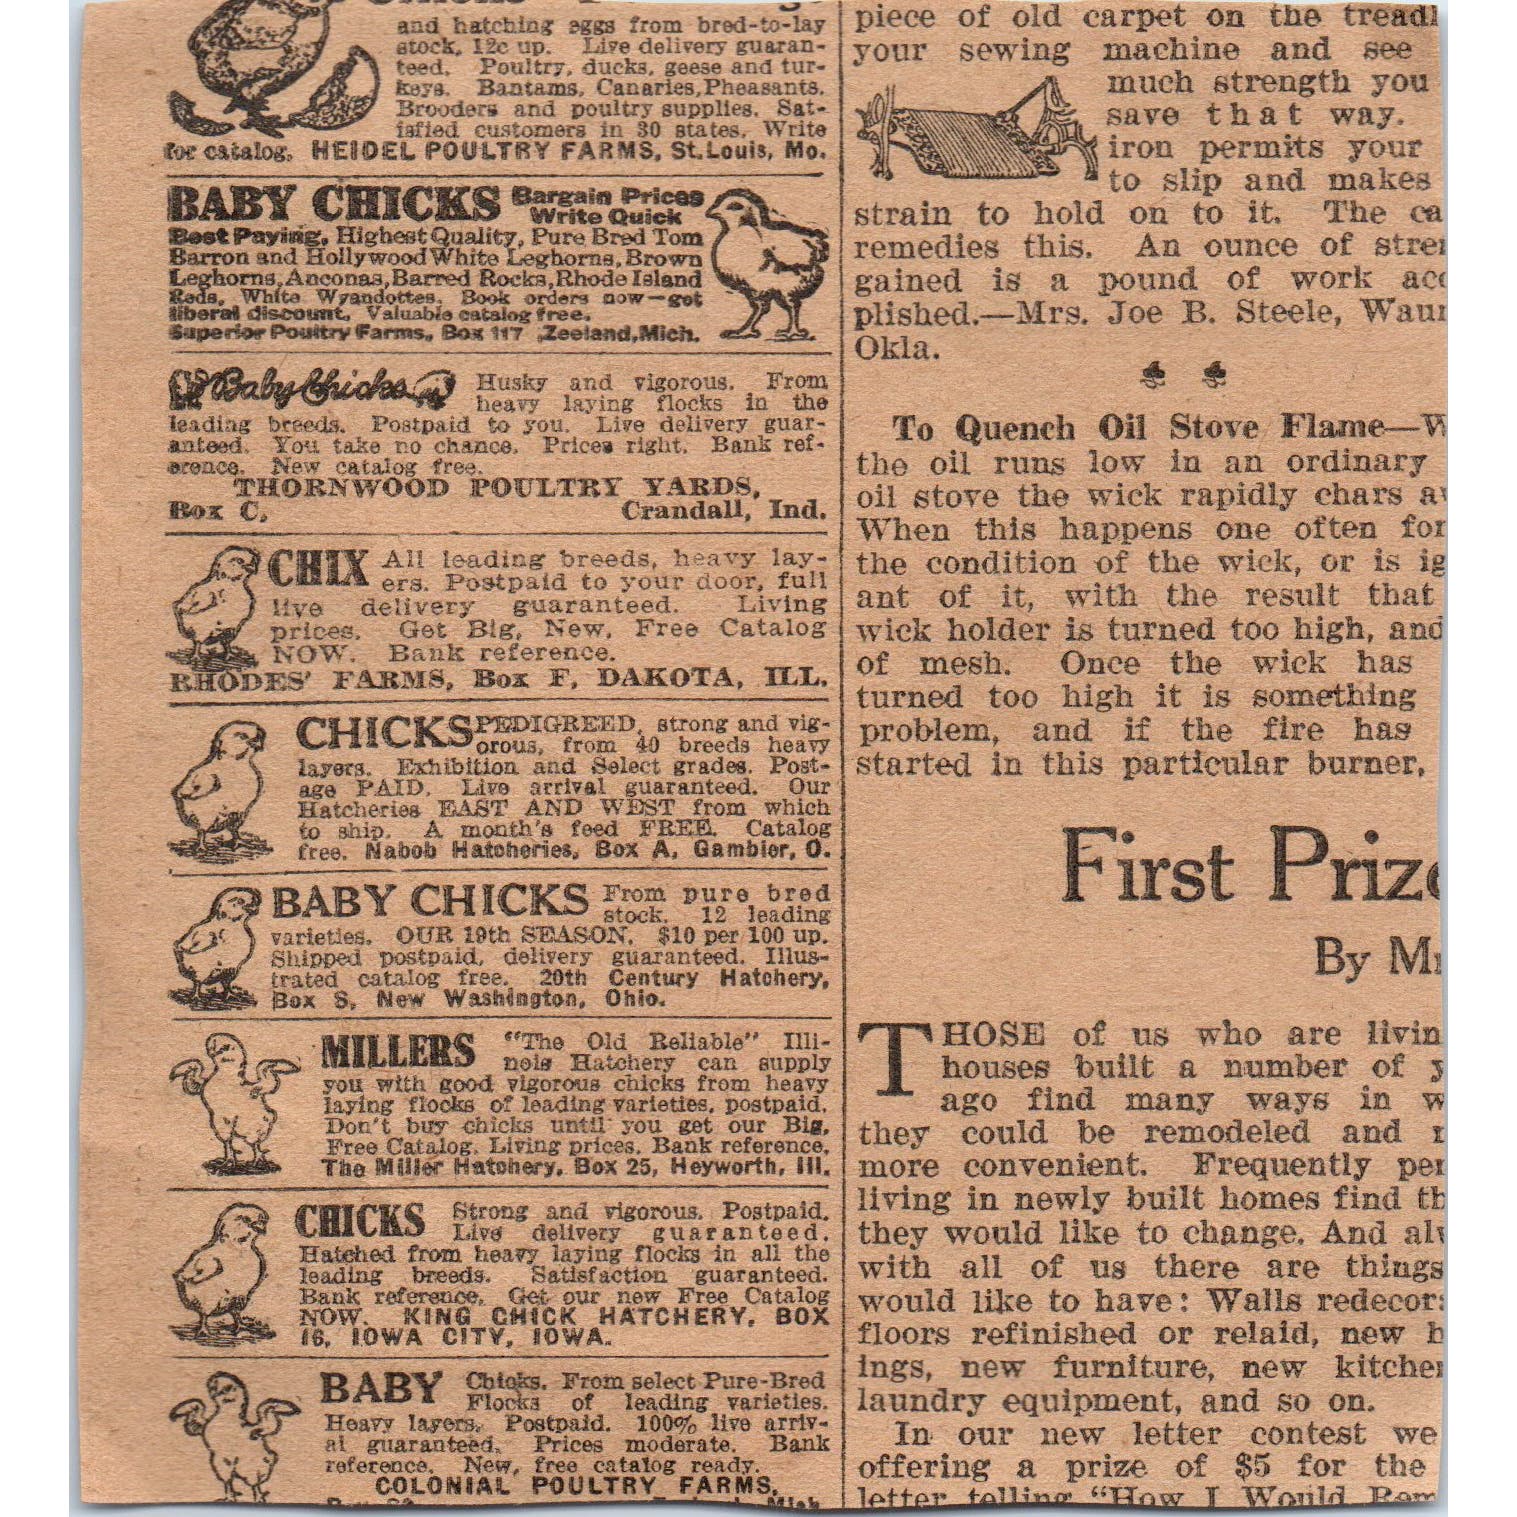 and hatching eggs from bred-to-lay
stock, 12c up. Live delivery guaran-
teed. Poultry, ducks, geese and tur-
keys. Bantams, Canaries, Pheasants.
Brooders and poultry supplies. Sat-
isfied customers in 30 states. Write
for catalog. HEIDEL POULTRY FARMS, St. Louis, Mo.
BABY CHICKS Bargain Prices
Write Quick
Best Paying, Highest Quality, Pure Bred Tom
Barron and Hollywood White Leghorns, Brown
Leghorns, Anconas, Barred Rocks, Rhode Island
Reds, White Wyandottes. Book orders now—get
liberal discount. Valuable catalog free.
Superior Poultry Farms, Box 117 Zeeland, Mich.
Baby Chicks Husky and vigorous. From
heavy laying flocks in the
leading breeds. Postpaid to you. Live delivery guar-
anteed. You take no chance. Prices right. Bank ref-
erence. New catalog free.
THORNWOOD POULTRY YARDS,
Box C, Crandall, Ind.
CHIX All leading breeds, heavy lay-
ers. Postpaid to your door, full
live delivery guaranteed. Living
prices. Get Big, New, Free Catalog
NOW. Bank reference.
RHODES' FARMS, Box F, DAKOTA, ILL.
CHICKS PEDIGREED, strong and vig-
orous, from 40 breeds heavy
layers. Exhibition and Select grades. Post-
age PAID. Live arrival guaranteed. Our
Hatcheries EAST AND WEST from which
to ship. A month's feed FREE. Catalog
free. Nabob Hatcheries, Box A, Gambier, O.
BABY CHICKS From pure bred
stock. 12 leading
varieties. OUR 19th SEASON. $10 per 100 up.
Shipped postpaid, delivery guaranteed. Illus-
trated catalog free. 20th Century Hatchery,
Box S, New Washington, Ohio.
MILLERS "The Old Reliable" Illi-
nois Hatchery can supply
you with good vigorous chicks from heavy
laying flocks of leading varieties, postpaid.
Don't buy chicks until you get our Big,
Free Catalog. Living prices. Bank reference.
The Miller Hatchery, Box 25, Heyworth, Ill.
CHICKS Strong and vigorous. Postpaid.
Live delivery guaranteed.
Hatched from heavy laying flocks in all the
leading breeds. Satisfaction guaranteed.
Bank reference. Get our new Free Catalog
NOW. KING CHICK HATCHERY, BOX
16, IOWA CITY, IOWA.
BABY Chicks. From select Pure-Bred
Flocks of leading varieties.
Heavy layers. Postpaid. 100% live arriv-
al guaranteed. Prices moderate. Bank
reference. New, free catalog ready.
COLONIAL POULTRY FARMS,
piece of old carpet on the treadl
your sewing machine and see
much strength you
save that way.
iron permits your
to slip and makes
strain to hold on to it. The ca
remedies this. An ounce of stren
gained is a pound of work acc
plished.—Mrs. Joe B. Steele, Waur
Okla.
To Quench Oil Stove Flame—W
the oil runs low in an ordinary
oil stove the wick rapidly chars a
When this happens one often for
the condition of the wick, or is ig
ant of it, with the result that
wick holder is turned too high, and
of mesh. Once the wick has
turned too high it is something
problem, and if the fire has
started in this particular burner,
First Prize
By M
THOSE of us who are livin
houses built a number of y
ago find many ways in w
they could be remodeled and
more convenient. Frequently per
living in newly built homes find th
they would like to change. And al
with all of us there are things
would like to have: Walls redecor
floors refinished or relaid, new
ings, new furniture, new kitchen
laundry equipment, and so on.
In our new letter contest we
offering a prize of $5 for the
letter telling "How I Would Rem